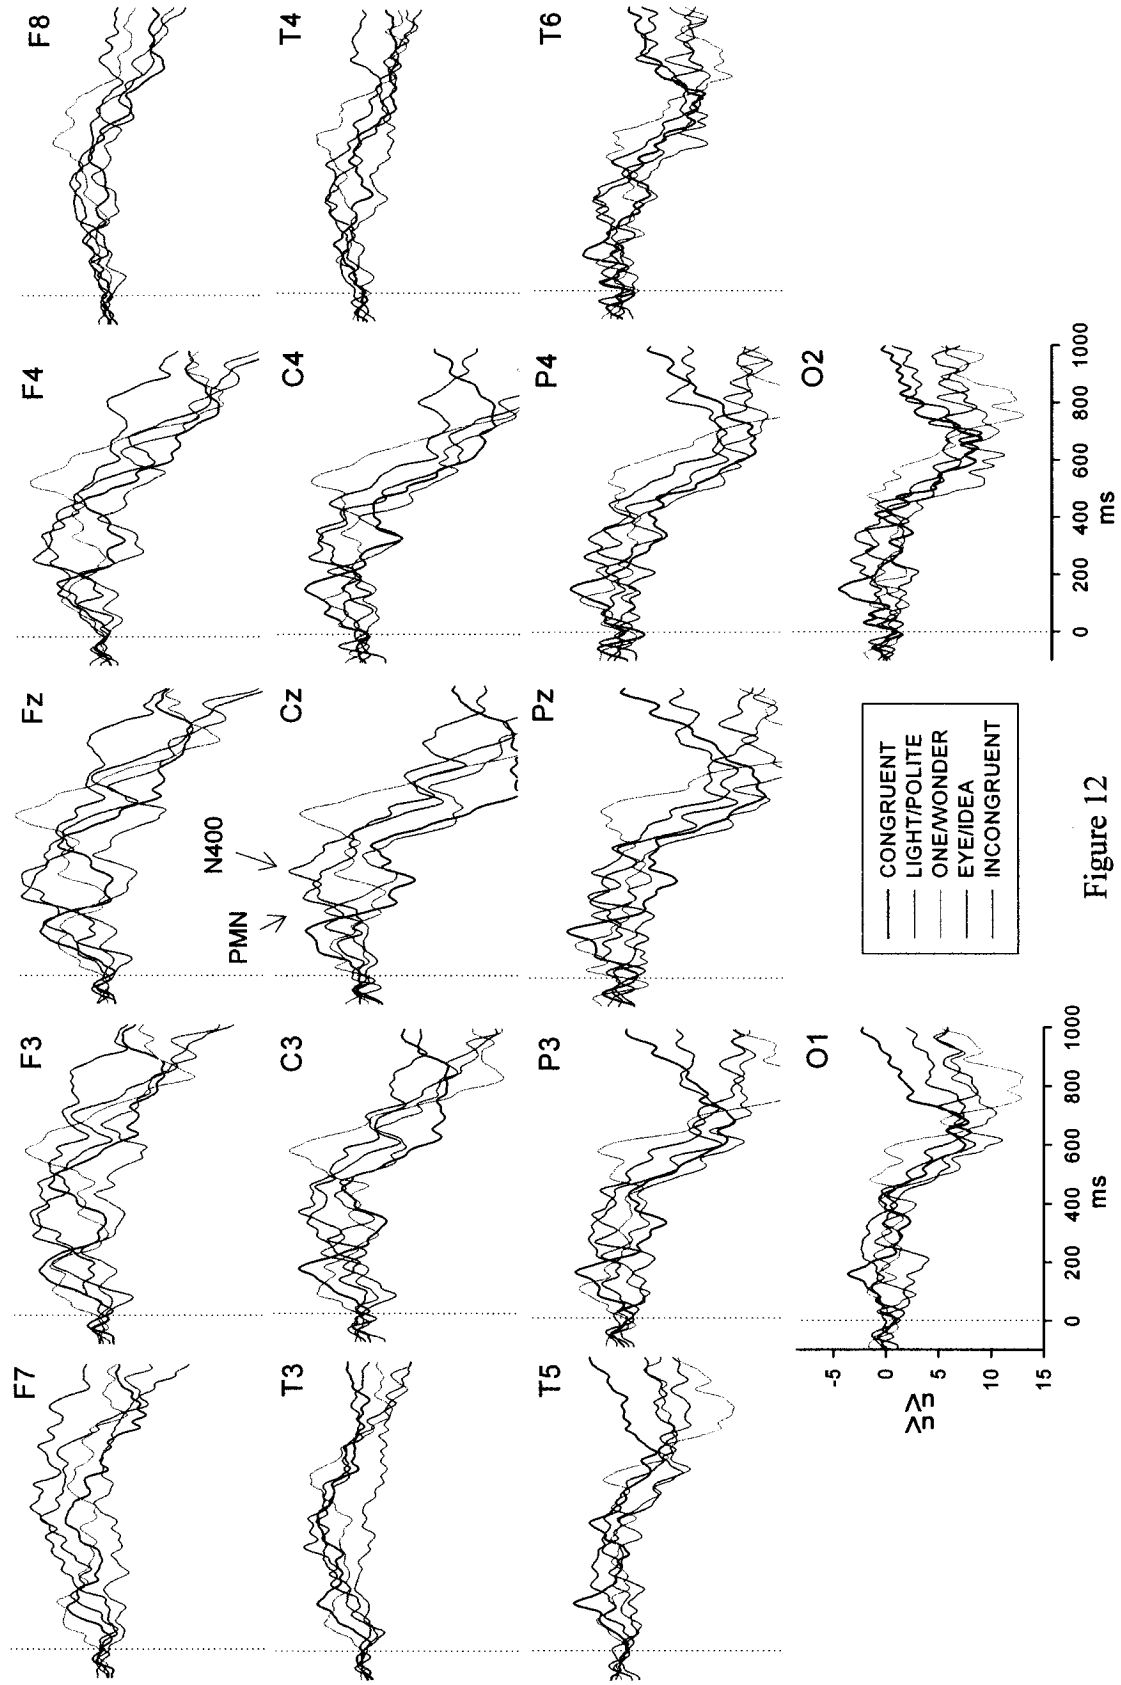 F7
F3
Fz
F4
F8
PMN
N400
T3
C3
Cz
C4
T4
T5
P3
Pz
P4
T6
O1
O2
-5
0
5
10
15
uV
0 200 400 600 800 1000
ms
0 200 400 600 800 1000
ms
CONGRUENT
LIGHT/POLITE
ONE/WONDER
EYE/IDEA
INCONGRUENT
Figure 12